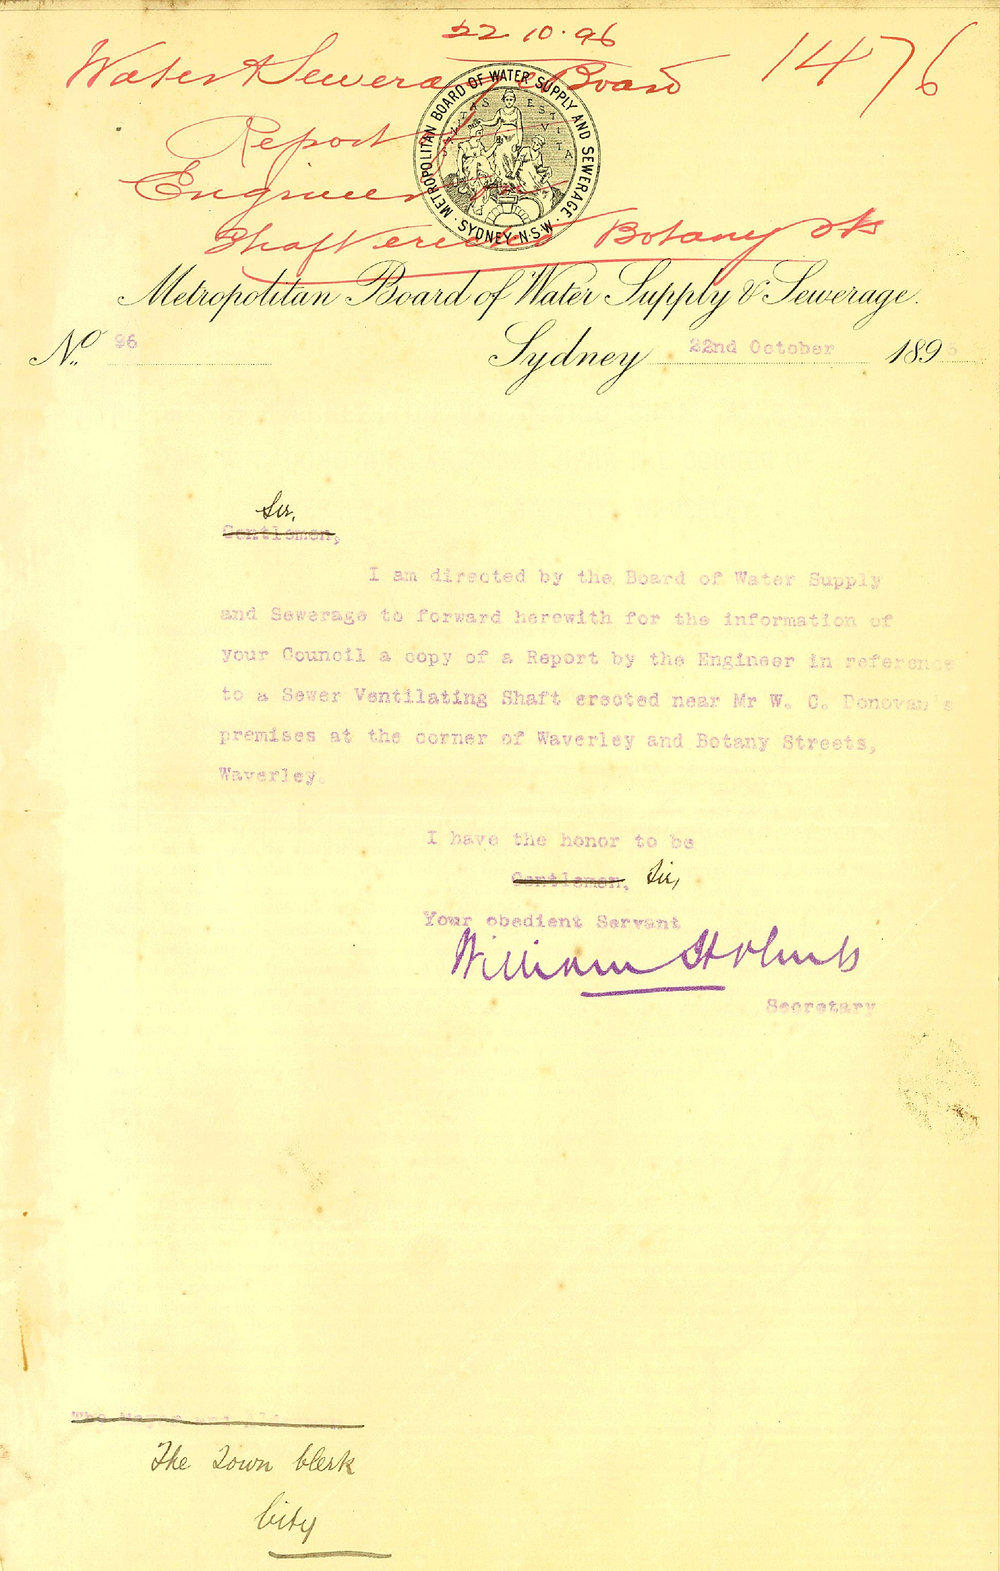 22.10.96
Water & Sewerage Board 1476
Report
Engineer
Shaft erected Botany St
METROPOLITAN BOARD OF WATER SUPPLY AND SEWERAGE.
SANITAS EST VITA
· SYDNEY · N·S·W ·
Metropolitan Board of Water Supply & Sewerage.
No. 96 Sydney 22nd October 1896
Sir,
Gentlemen,
I am directed by the Board of Water Supply
and Sewerage to forward herewith for the information of
your Council a copy of a Report by the Engineer in reference
to a Sewer Ventilating Shaft erected near Mr W. C. Donovan's
premises at the corner of Waverley and Botany Streets,
Waverley.
I have the honor to be
Gentlemen, Sir,
Your obedient Servant
William Holmes
Secretary
The Town Clerk
City